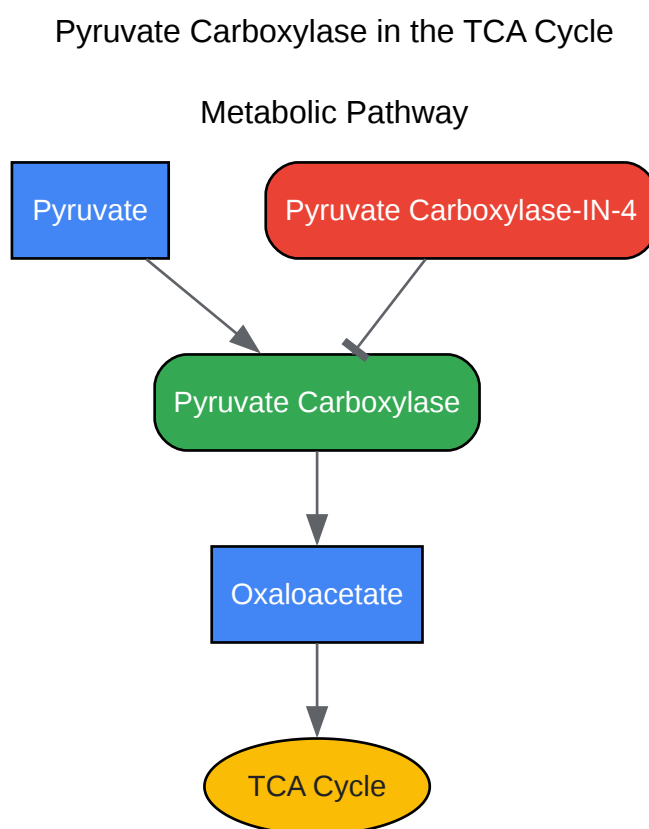 Pyruvate Carboxylase in the TCA Cycle
Metabolic Pathway
Pyruvate
Pyruvate Carboxylase-IN-4
Pyruvate Carboxylase
Oxaloacetate
TCA Cycle